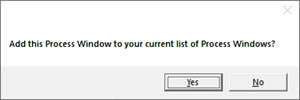 Add this Process Window to your current list of Process Windows?
Yes
No